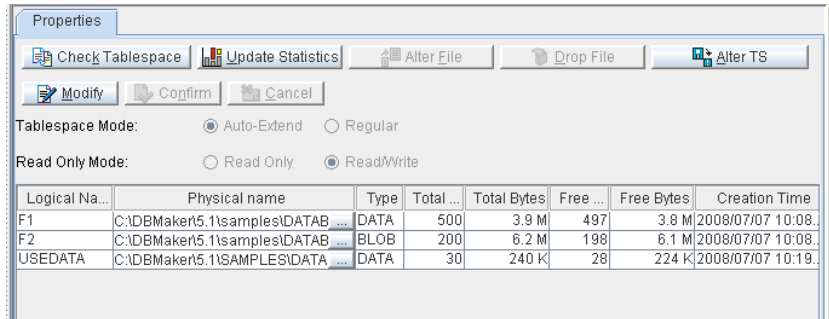 Properties
Check Tablespace Update Statistics Alter File Drop File Alter TS
Modify Confirm Cancel
Tablespace Mode: Auto-Extend Regular
Read Only Mode: Read Only Read/Write
Logical Na... Physical name Type Total ... Total Bytes Free ... Free Bytes Creation Time
F1 C:\DBMaker\5.1\samples\DATAB ... DATA 500 3.9 M 497 3.8 M 2008/07/07 10:08..
F2 C:\DBMaker\5.1\samples\DATAB ... BLOB 200 6.2 M 198 6.1 M 2008/07/07 10:08..
USEDATA C:\DBMaker\5.1\SAMPLES\DATA ... DATA 30 240 K 28 224 K 2008/07/07 10:19..